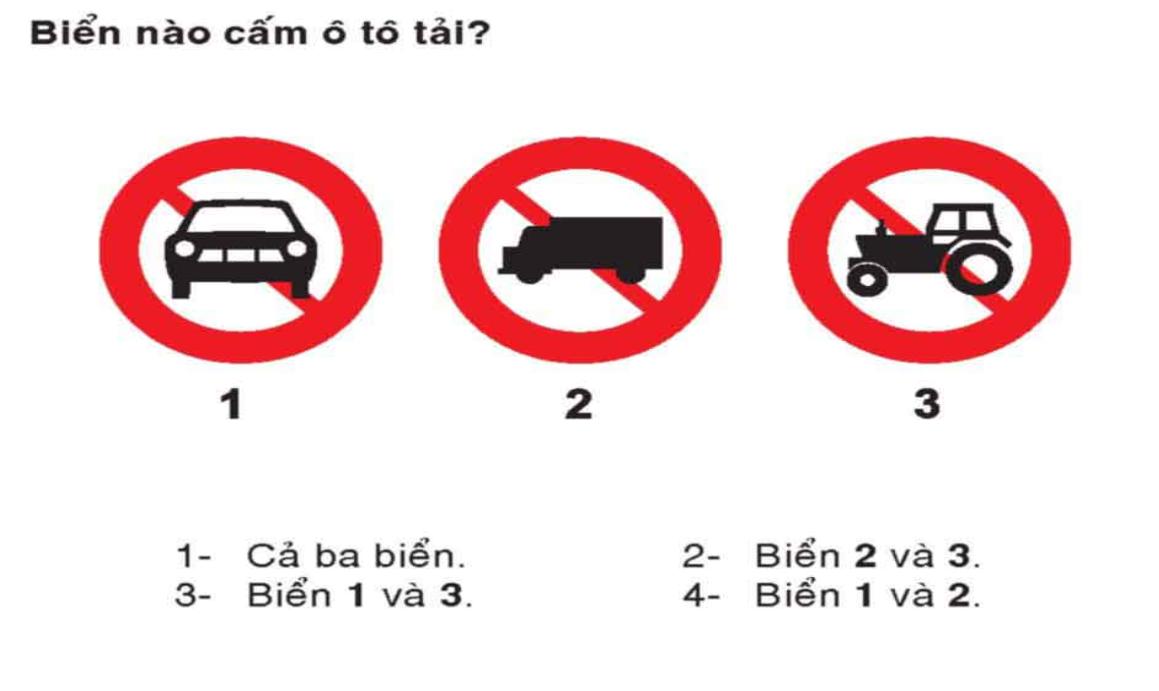 Biển nào cấm ô tô tải?
1 2 3
1- Cả ba biển. 2- Biển 2 và 3.
3- Biển 1 và 3. 4- Biển 1 và 2.